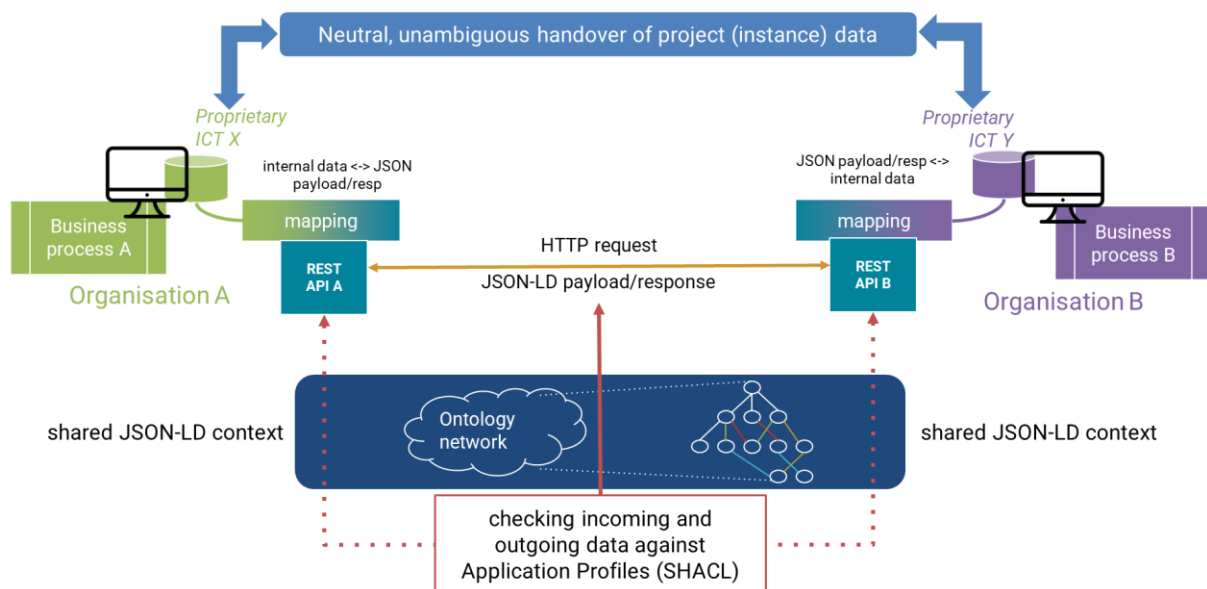 Neutral, unambiguous handover of project (instance) data
Proprietary
ICT X
Proprietary
ICT Y
internal data <-> JSON
payload/resp
JSON payload/resp <->
internal data
Business
process A
mapping
mapping
Business
process B
HTTP request
REST
API A
REST
API B
JSON-LD payload/response
Organisation A
Organisation B
shared JSON-LD context
Ontology
network
shared JSON-LD context
checking incoming and
outgoing data against
Application Profiles (SHACL)